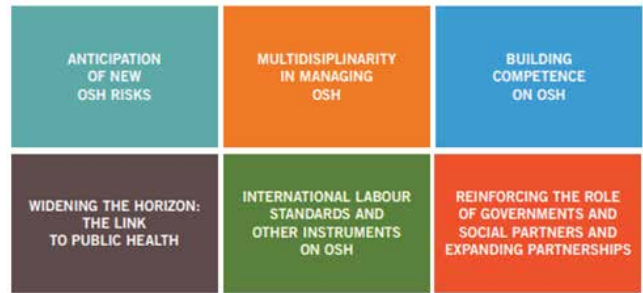 ANTICIPATION
OF NEW
OSH RISKS
MULTIDISIPLINARITY
IN MANAGING
OSH
BUILDING
COMPETENCE
ON OSH
WIDENING THE HORIZON:
THE LINK
TO PUBLIC HEALTH
INTERNATIONAL LABOUR
STANDARDS AND
OTHER INSTRUMENTS
ON OSH
REINFORCING THE ROLE
OF GOVERNMENTS AND
SOCIAL PARTNERS AND
EXPANDING PARTNERSHIPS